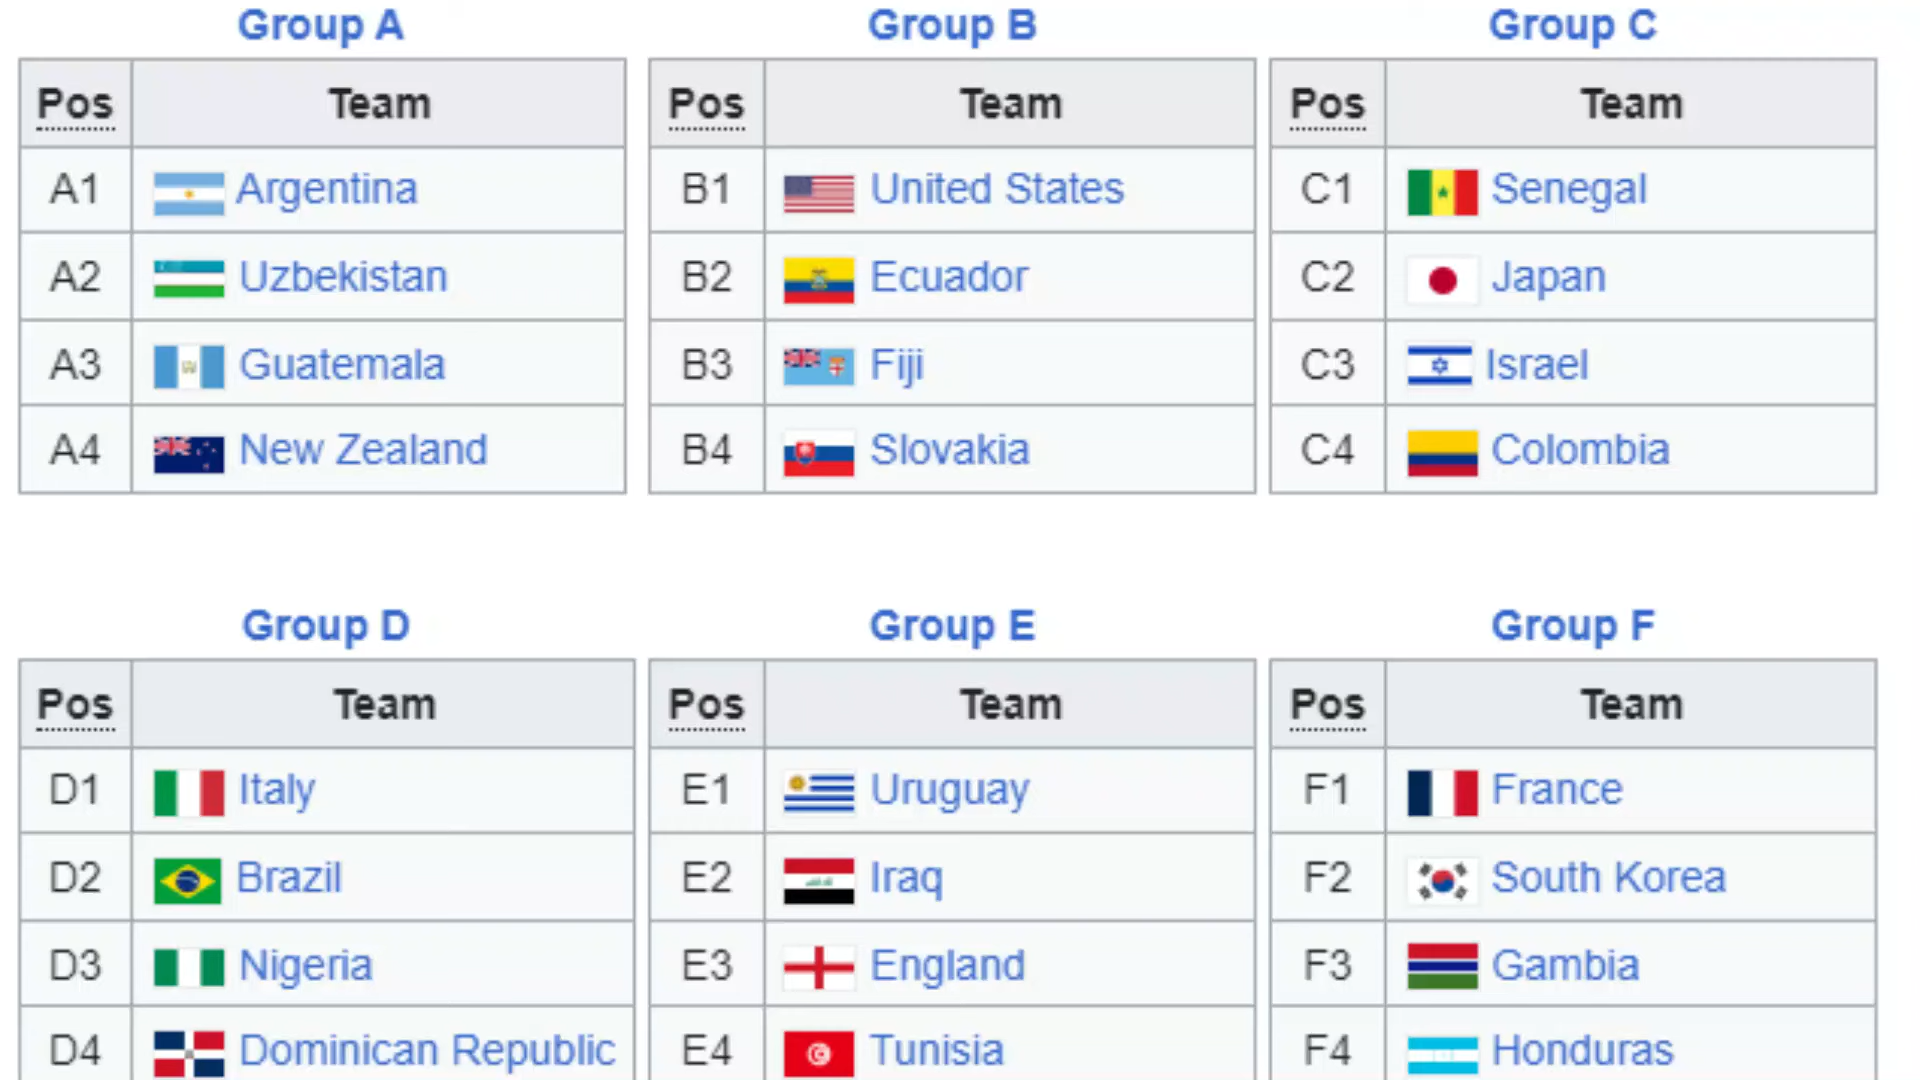 Group A
Pos Team
A1 Argentina
A2 Uzbekistan
A3 Guatemala
A4 New Zealand
Group B
Pos Team
B1 United States
B2 Ecuador
B3 Fiji
B4 Slovakia
Group C
Pos Team
C1 Senegal
C2 Japan
C3 Israel
C4 Colombia
Group D
Pos Team
D1 Italy
D2 Brazil
D3 Nigeria
D4 Dominican Republic
Group E
Pos Team
E1 Uruguay
E2 Iraq
E3 England
E4 Tunisia
Group F
Pos Team
F1 France
F2 South Korea
F3 Gambia
F4 Honduras